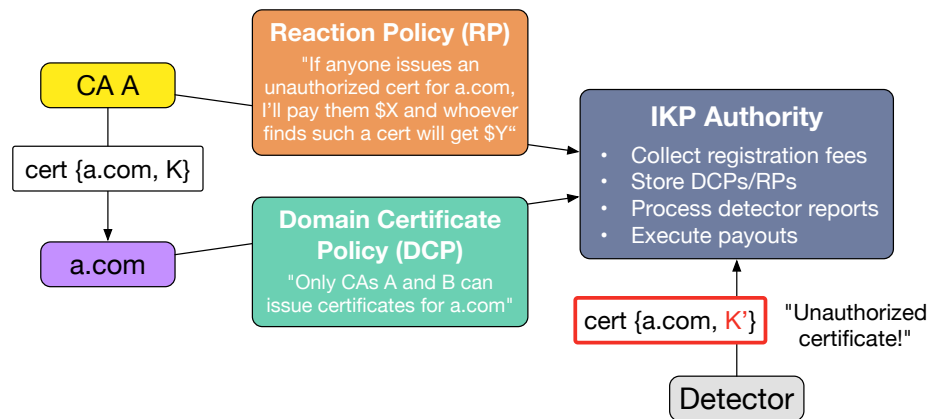 CA A
cert {a.com, K}
a.com
Reaction Policy (RP)
"If anyone issues an
unauthorized cert for a.com,
I'll pay them $X and whoever
finds such a cert will get $Y“
Domain Certificate
Policy (DCP)
"Only CAs A and B can
issue certificates for a.com"
IKP Authority
• Collect registration fees
• Store DCPs/RPs
• Process detector reports
• Execute payouts
cert {a.com, K’}
"Unauthorized
certificate!"
Detector